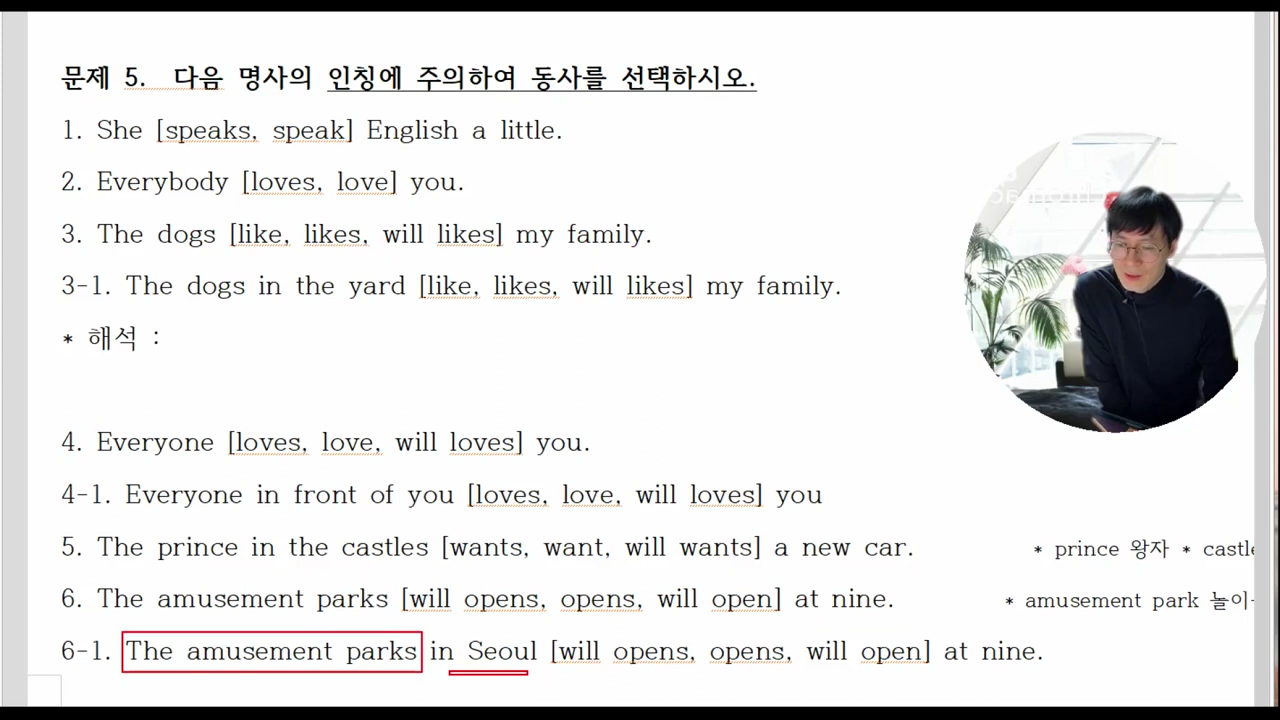 문제 5. 다음 명사의 인칭에 주의하여 동사를 선택하시오.
1. She [speaks, speak] English a little.
2. Everybody [loves, love] you.
3. The dogs [like, likes, will likes] my family.
3-1. The dogs in the yard [like, likes, will likes] my family.
* 해석 :
4. Everyone [loves, love, will loves] you.
4-1. Everyone in front of you [loves, love, will loves] you
5. The prince in the castles [wants, want, will wants] a new car. * prince 왕자 * castle
6. The amusement parks [will opens, opens, will open] at nine. * amusement park 놀이
6-1. The amusement parks in Seoul [will opens, opens, will open] at nine.